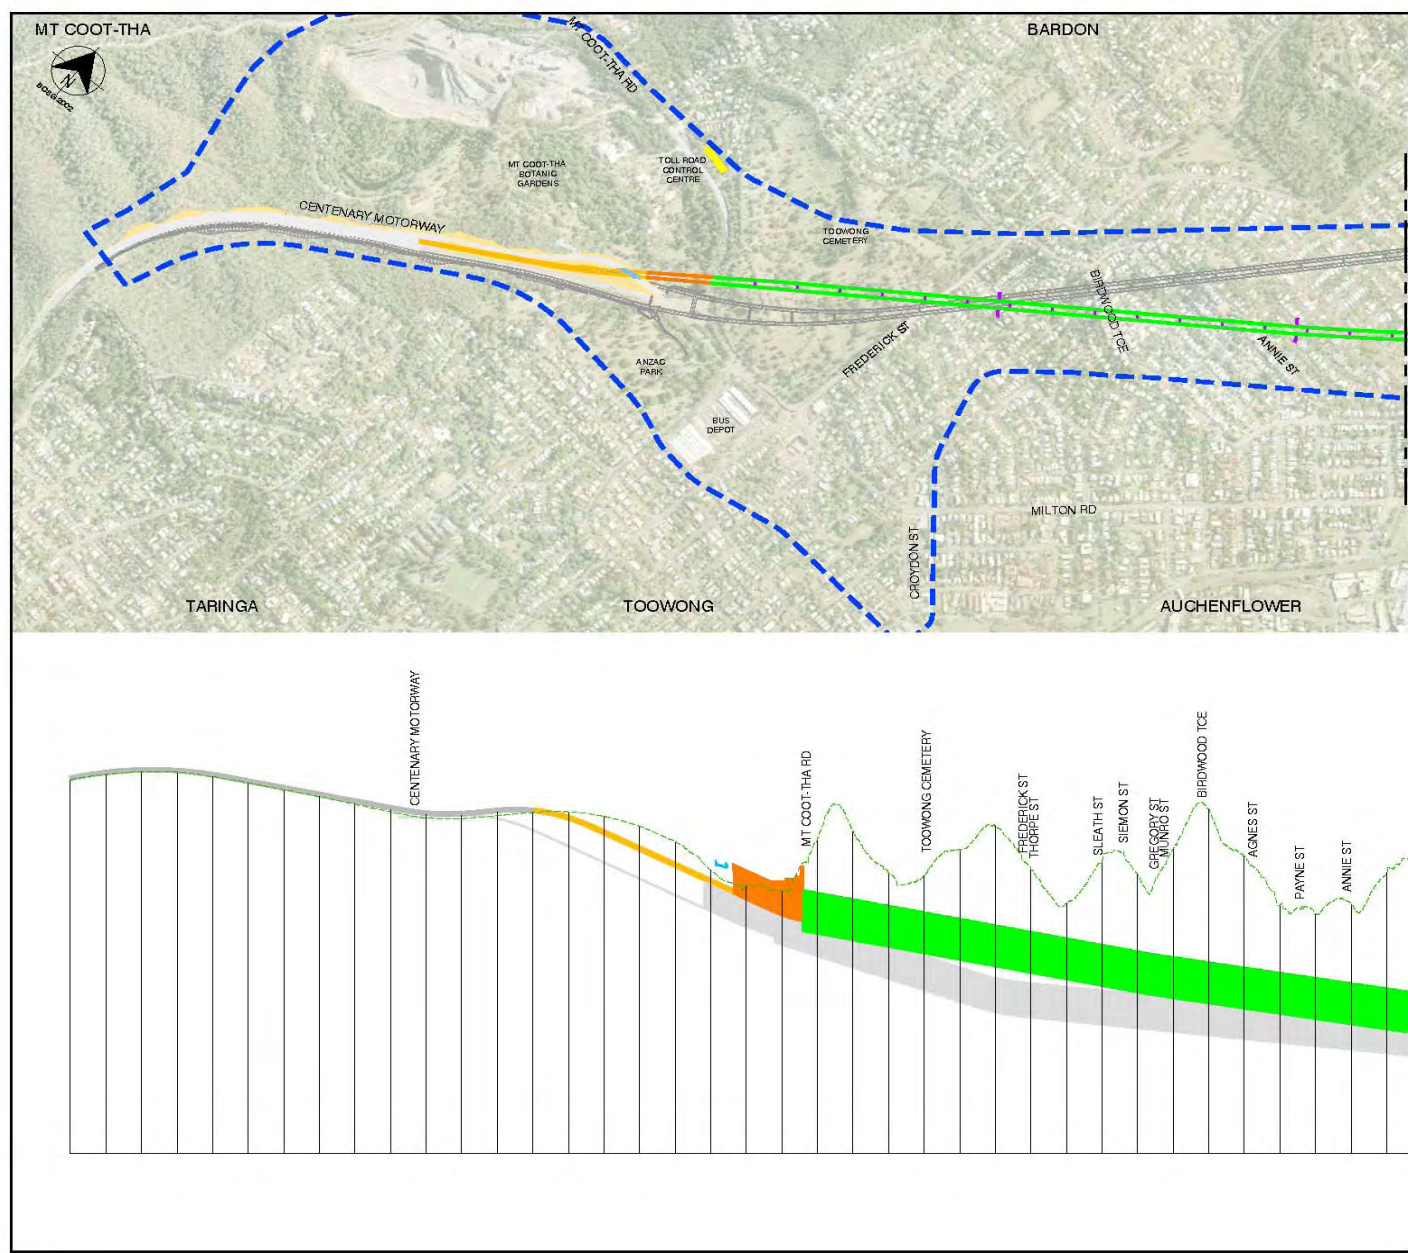 MT COOT-THA
BARDON
N
MT COOT-THA RD
MT COOT-THA
BOTANIC
GARDENS
TOLL ROAD
CONTROL
CENTRE
CENTENARY MOTORWAY
TOOWONG
CEMETERY
BIRDWOOD TCE
FREDERICK ST
ANNIE ST
ANZAC
PARK
BUS
DEPOT
MILTON RD
CROYDON ST
TARINGA
TOOWONG
AUCHENFLOWER
CENTENARY MOTORWAY
1
MT COOT-THA RD
TOOWONG CEMETERY
FREDERICK ST
THORPE ST
SLEATH ST
SIEMON ST
GREGORY ST
MUNRO ST
BIRDWOOD TCE
AGNES ST
PAYNE ST
ANNIE ST